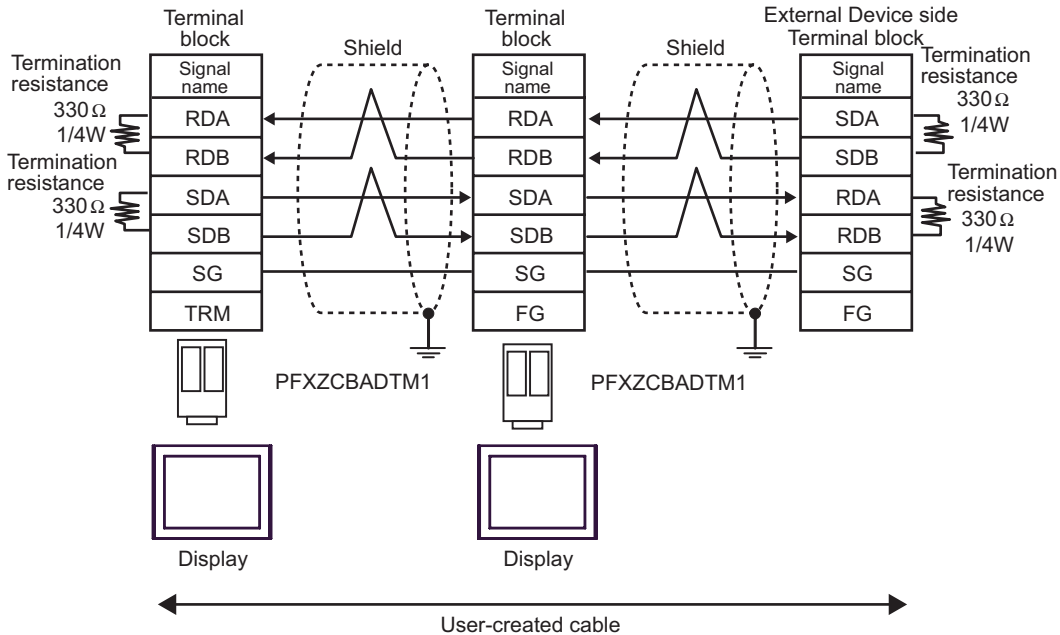 Terminal
block
Terminal
block
External Device side
Terminal block
Shield
Shield
Termination
resistance
330Ω
1/4W
Termination
resistance
330Ω
1/4W
Signal
name
RDA
RDB
SDA
SDB
SG
TRM
Signal
name
RDA
RDB
SDA
SDB
SG
FG
Signal
name
SDA
SDB
RDA
RDB
SG
FG
Termination
resistance
330Ω
1/4W
Termination
resistance
330Ω
1/4W
PFXZCBADTM1
PFXZCBADTM1
Display
Display
User-created cable